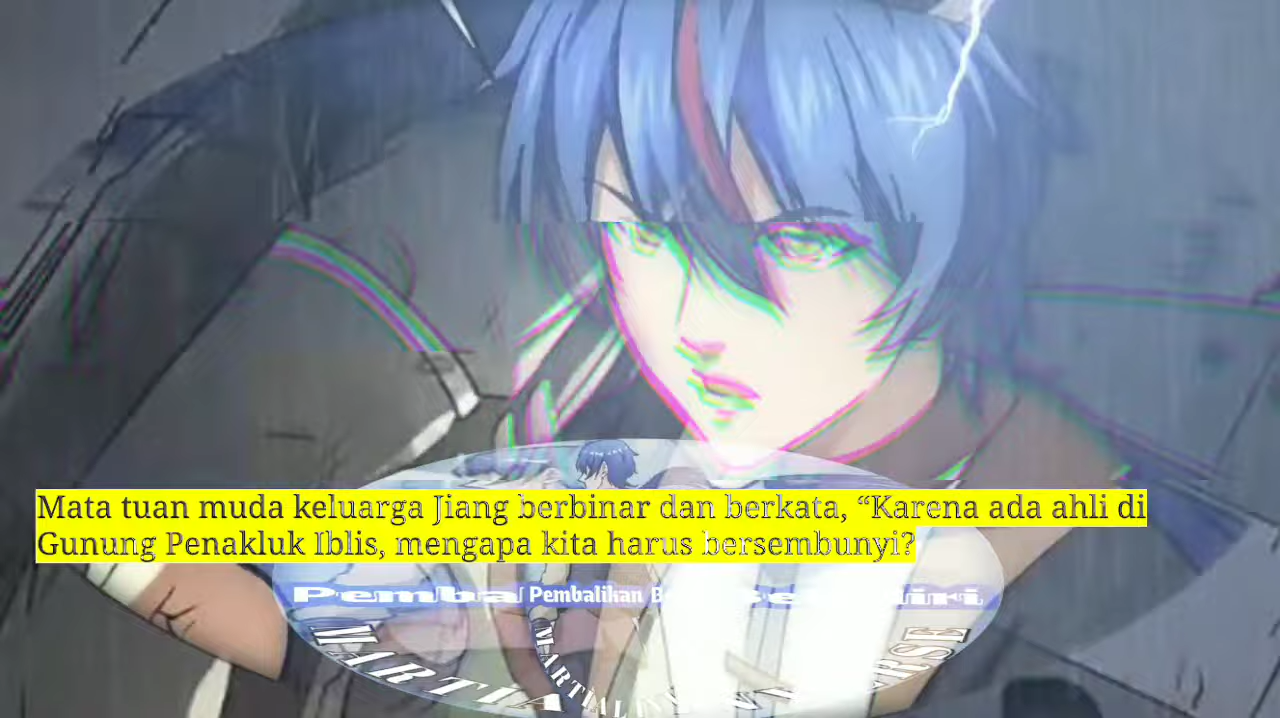 Mata tuan muda keluarga Jiang berbinar dan berkata, “Karena ada ahli di
Gunung Penakluk Iblis, mengapa kita harus bersembunyi?
Pembalikan
MARTIAL